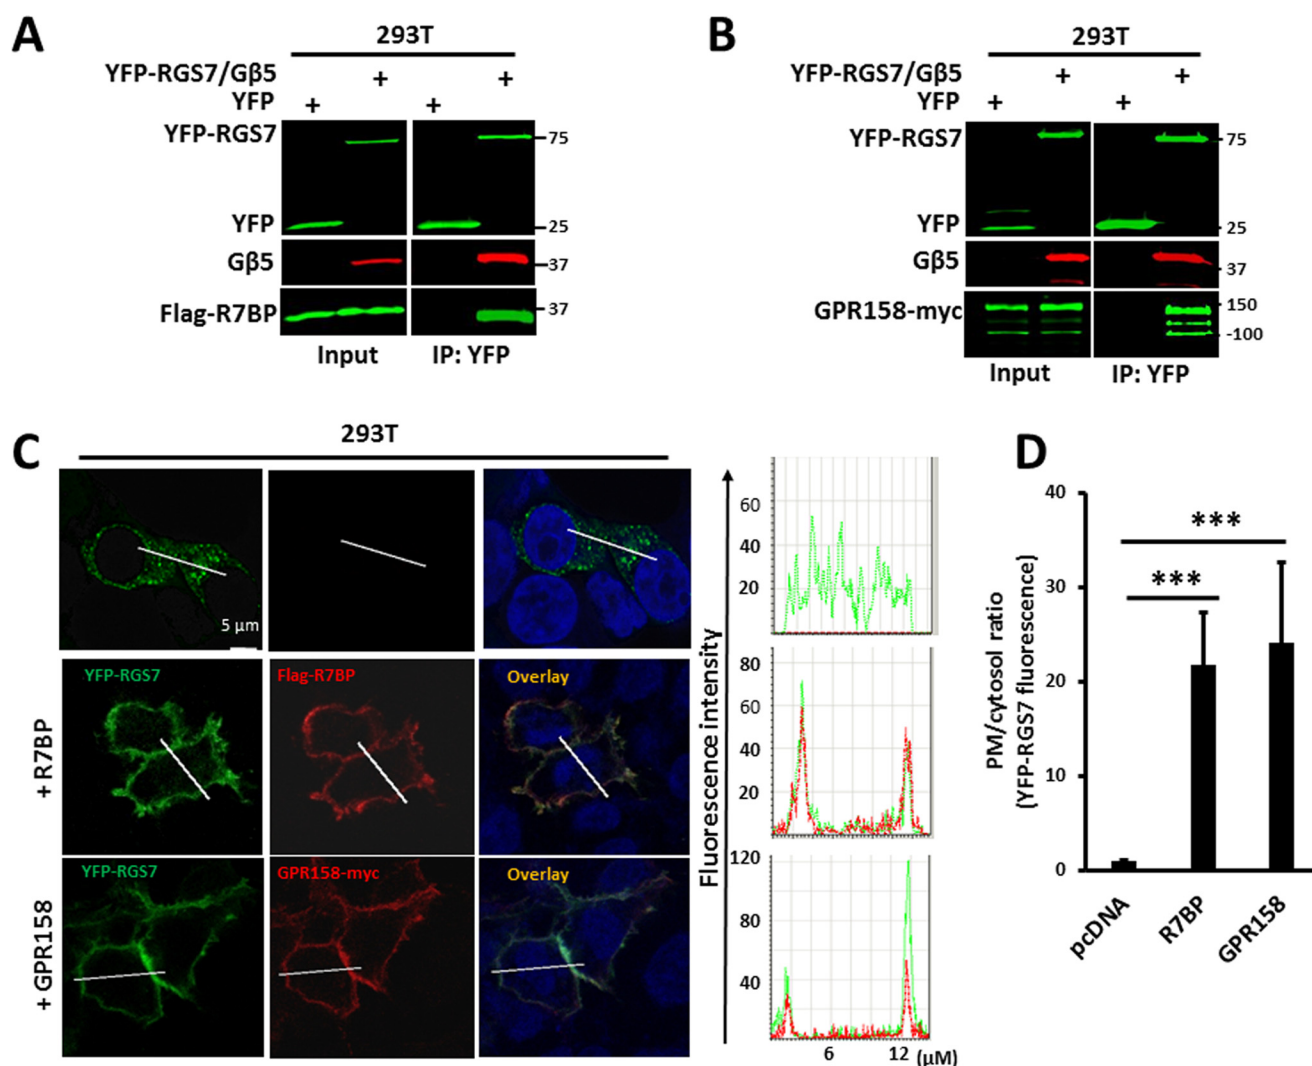 A
293T
YFP-RGS7/Gβ5 + +
YFP + +
YFP-RGS7
75
YFP
25
Gβ5
37
Flag-R7BP
37
Input IP: YFP
B
293T
YFP-RGS7/Gβ5 + +
YFP + +
YFP-RGS7
75
YFP
25
Gβ5
37
GPR158-myc
150
-100
Input IP: YFP
C
293T
5 µm
+ R7BP
YFP-RGS7 Flag-R7BP Overlay
+GPR158
YFP-RGS7 GPR158-myc Overlay
Fluorescence intensity
60
40
20
80
60
40
20
120
80
40
6 12 (µM)
D
PM/cytosol ratio
(YFP-RGS7 fluorescence)
40
30
20
10
0
***
***
pcDNA
R7BP
GPR158